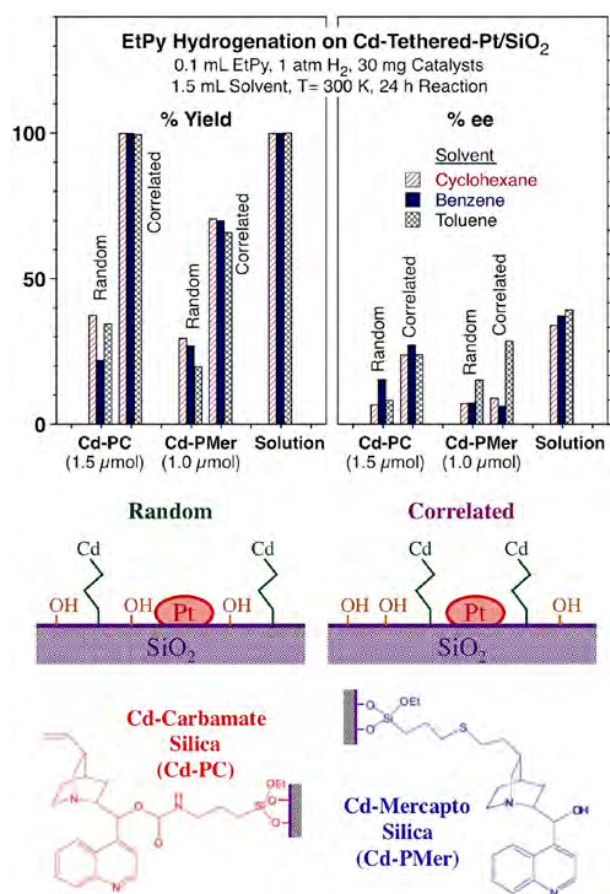 EtPy Hydrogenation on Cd-Tethered-Pt/SiO₂
0.1 mL EtPy, 1 atm H₂, 30 mg Catalysts
1.5 mL Solvent, T= 300 K, 24 h Reaction
% Yield
100
50
0
Random
Correlated
Random
Correlated
Cd-PC
(1.5 µmol)
Cd-PMer
(1.0 µmol)
Solution
% ee
Solvent
Cyclohexane
Benzene
Toluene
Random
Correlated
Random
Correlated
Cd-PC
(1.5 µmol)
Cd-PMer
(1.0 µmol)
Solution
Random
Cd
Cd
OH
OH
Pt
OH
SiO₂
Correlated
Cd
Cd
OH
OH
Pt
OH
SiO₂
Cd-Carbamate
Silica
(Cd-PC)
N
O
O
H
N
OEt
Si
O
O
N
Cd-Mercapto
Silica
(Cd-PMer)
O
O
Si
OEt
S
N
OH
N